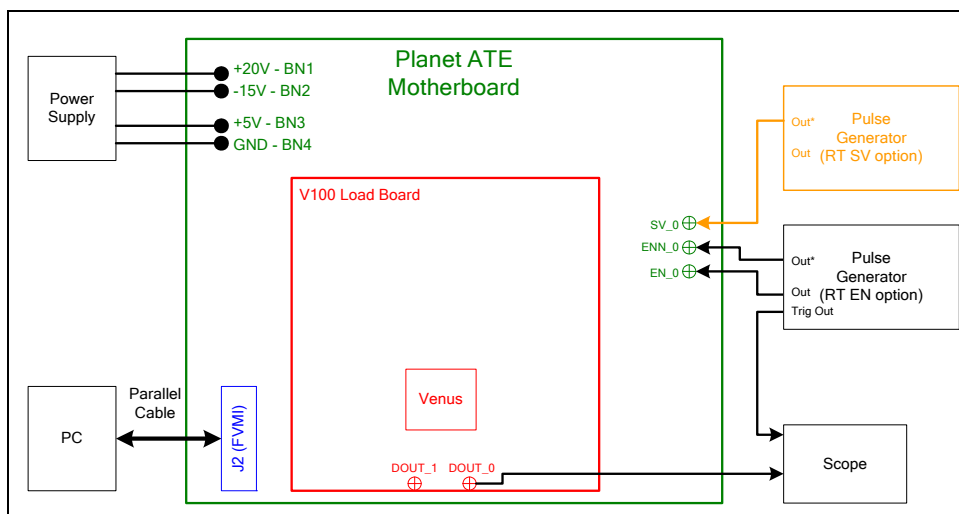 Planet ATE
Motherboard
Power
Supply
+20V - BN1
-15V - BN2
+5V - BN3
GND - BN4
Out*
Out
Pulse
Generator
(RT SV option)
V100 Load Board
SV_0
ENN_0
EN_0
Out*
Out
Trig Out
Pulse
Generator
(RT EN option)
PC
Parallel
Cable
J2 (FVMI)
Venus
DOUT_1
DOUT_0
Scope